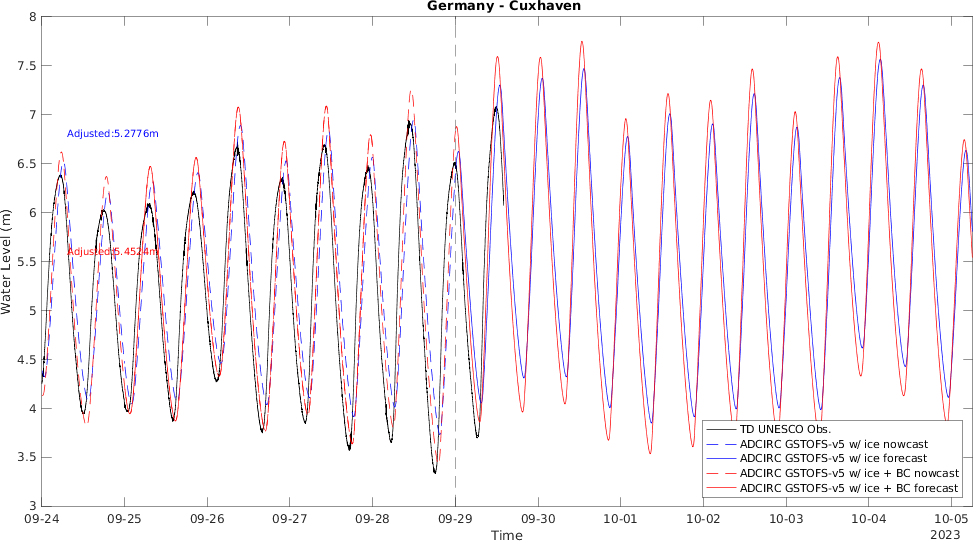 Germany - Cuxhaven
8
7.5
7
6.5
6
5.5
5
4.5
4
3.5
3
Water Level (m)
Adjusted:5.2776m
Adjusted:5.4524m
TD UNESCO Obs.
ADCIRC GSTOFS-v5 w/ ice nowcast
ADCIRC GSTOFS-v5 w/ ice forecast
ADCIRC GSTOFS-v5 w/ ice + BC nowcast
ADCIRC GSTOFS-v5 w/ ice + BC forecast
09-24 09-25 09-26 09-27 09-28 09-29 09-30 10-01 10-02 10-03 10-04 10-05
Time
2023